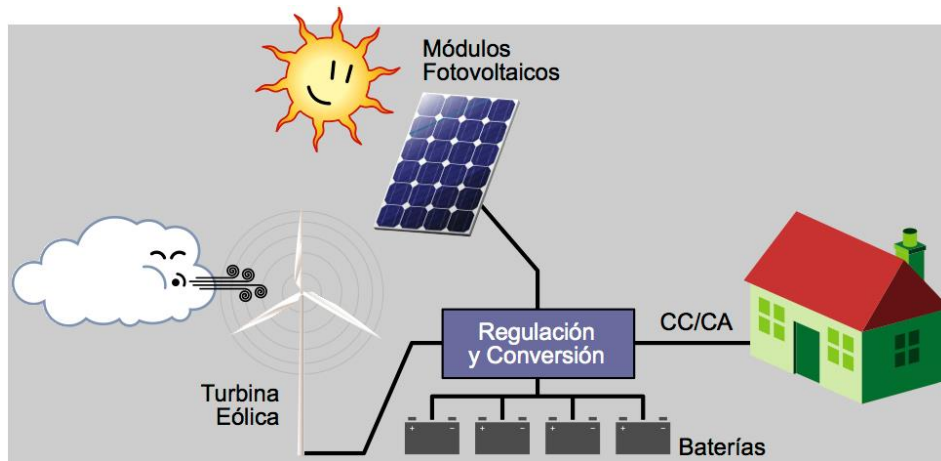 Módulos
Fotovoltaicos
Regulación
y Conversión
CC/CA
Turbina
Eólica
+ −
+ −
+ −
+ −
Baterías